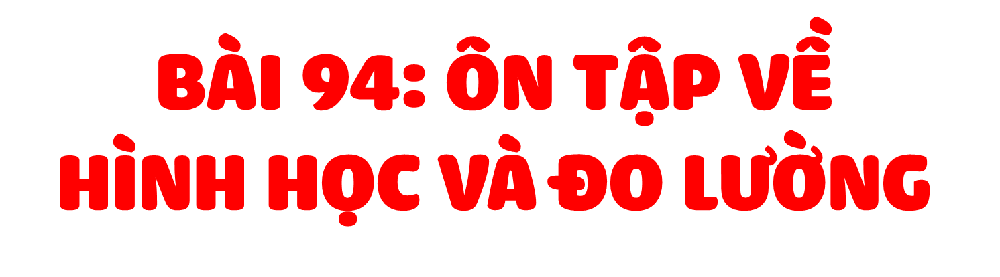 BÀI 94: ÔN TẬP VỀ
HÌNH HỌC VÀ ĐO LƯỜNG